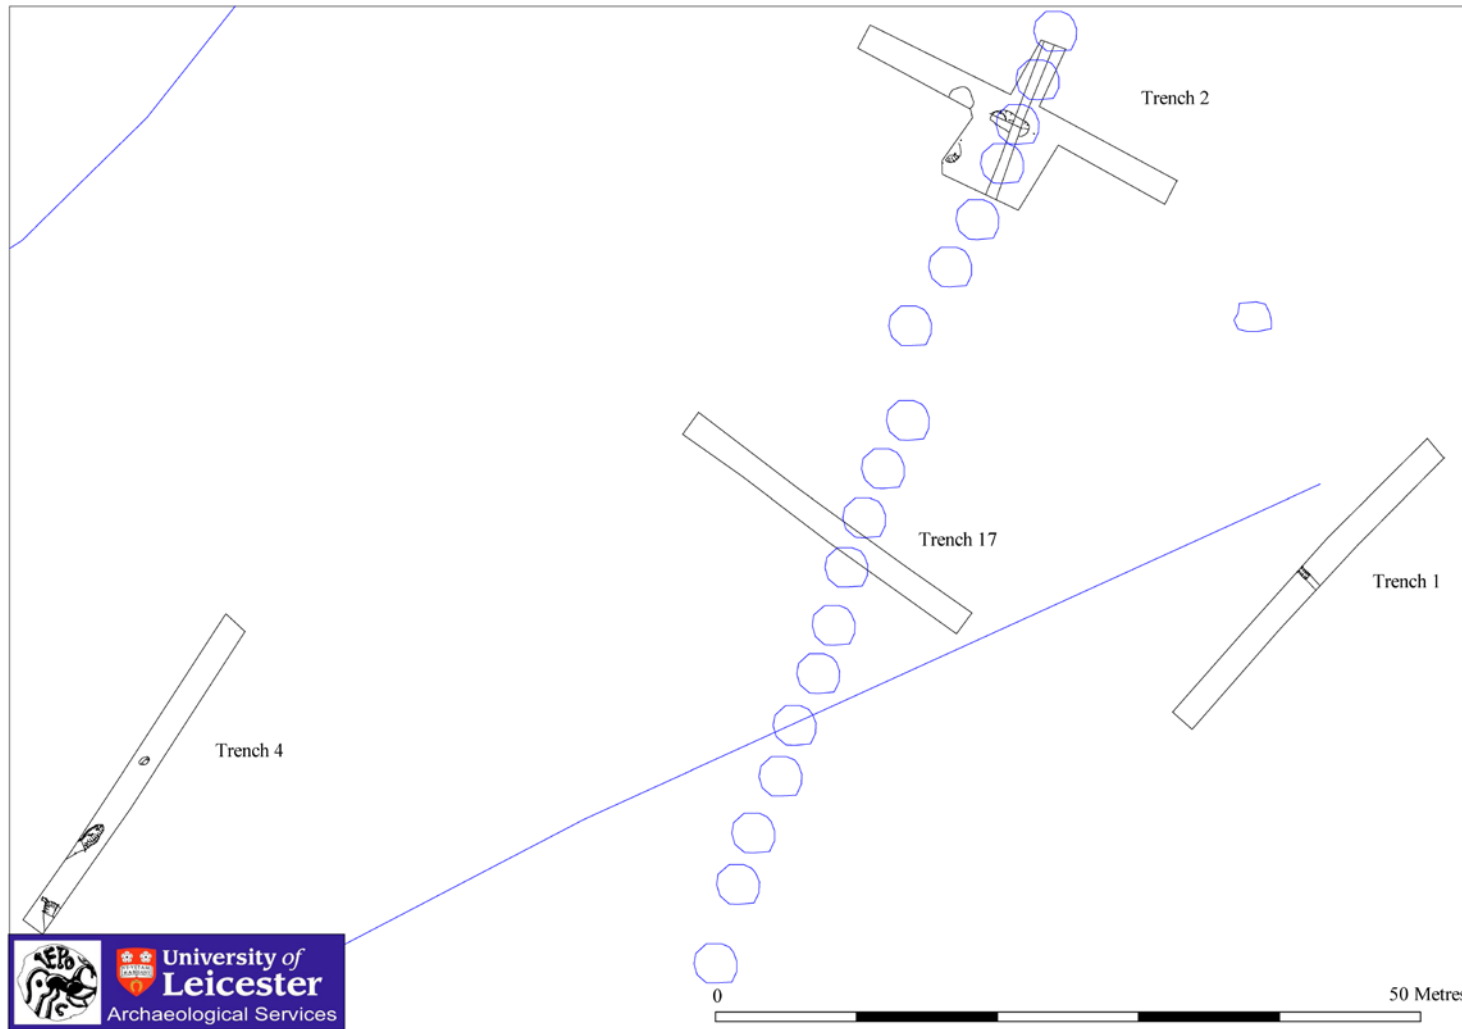 Trench 2
Trench 17
Trench 1
Trench 4
University of
Leicester
Archaeological Services
0
50 Metres